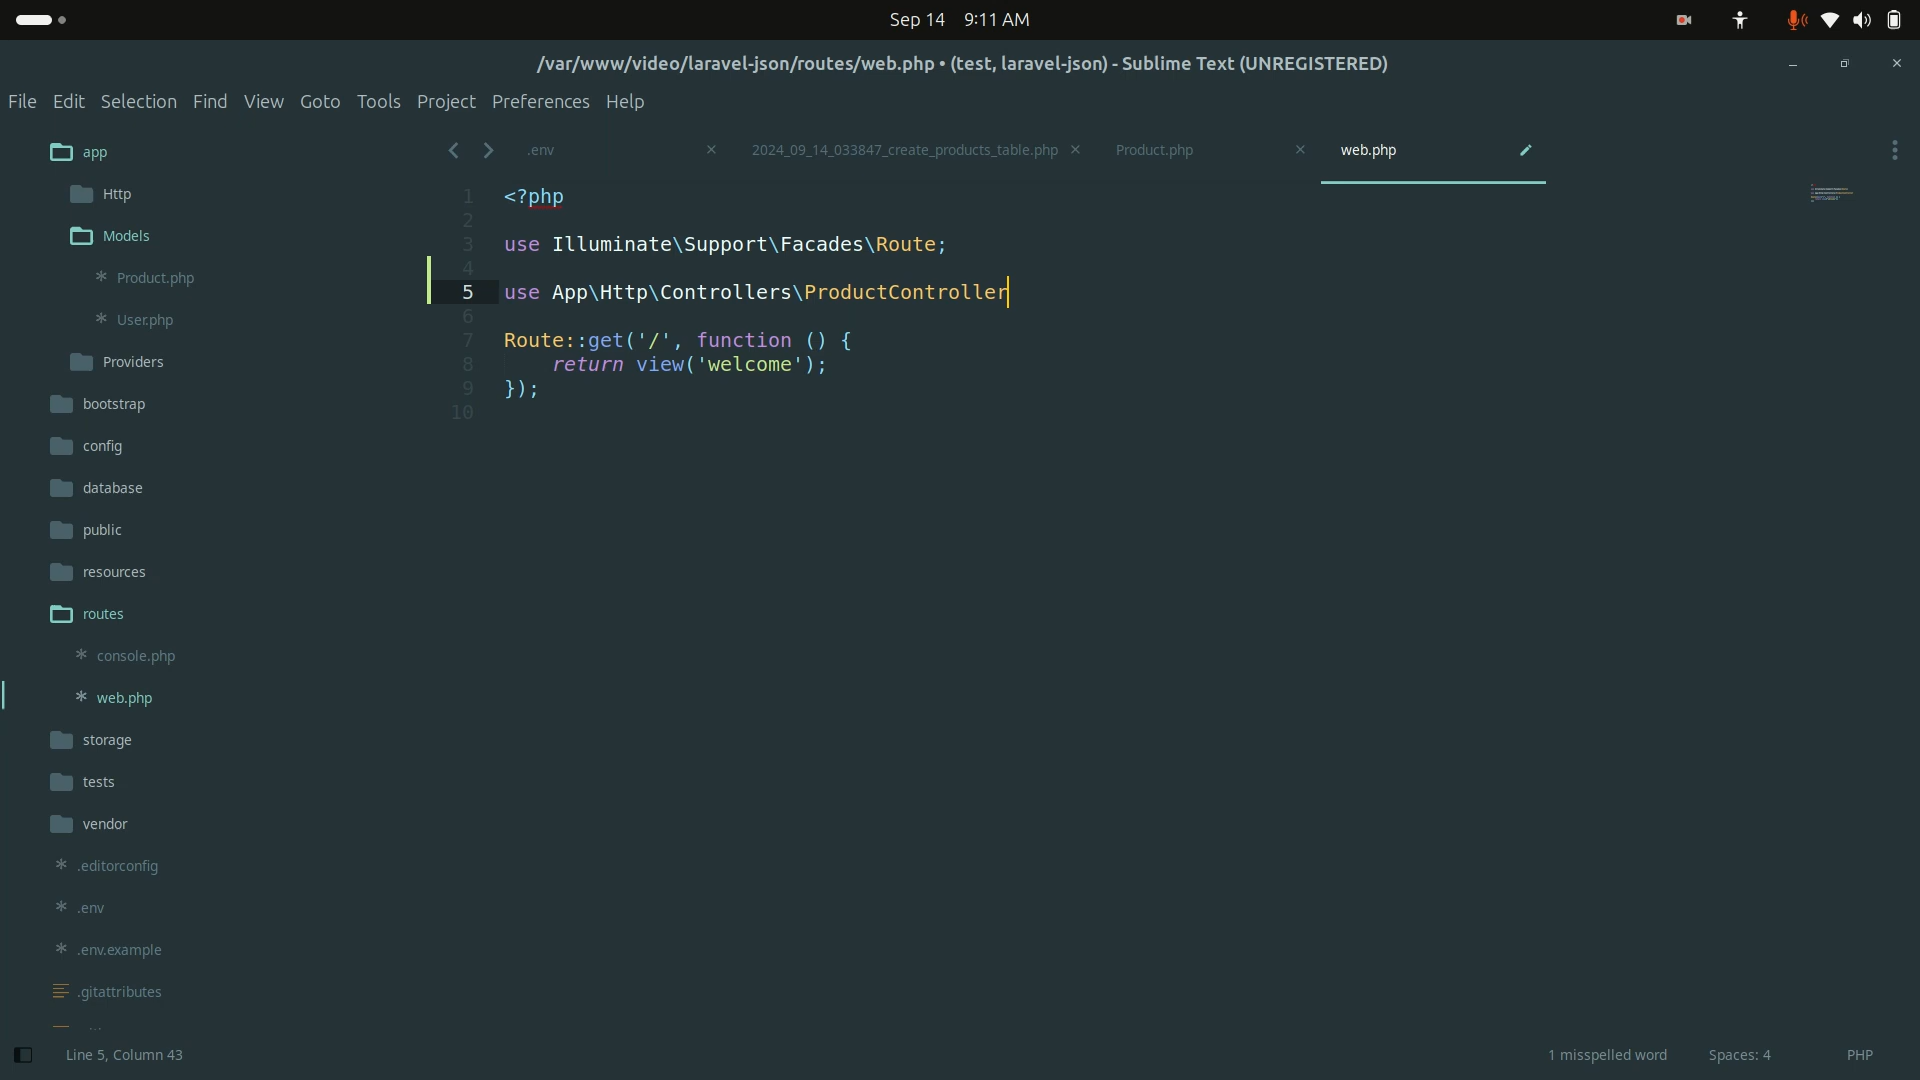 Sep 14 9:11 AM
/var/www/video/laravel-json/routes/web.php • (test, laravel-json) - Sublime Text (UNREGISTERED)
File Edit Selection Find View Goto Tools Project Preferences Help
.env
2024_09_14_033847_create_products_table.php
Product.php
web.php
app
Http
Models
Product.php
User.php
Providers
bootstrap
config
database
public
resources
routes
console.php
web.php
storage
tests
vendor
.editorconfig
.env
.env.example
.gitattributes
1 <?php
2
3 use Illuminate\Support\Facades\Route;
4
5 use App\Http\Controllers\ProductController
6
7 Route::get('/', function () {
8 return view('welcome');
9 });
10
Line 5, Column 43
1 misspelled word
Spaces: 4
PHP